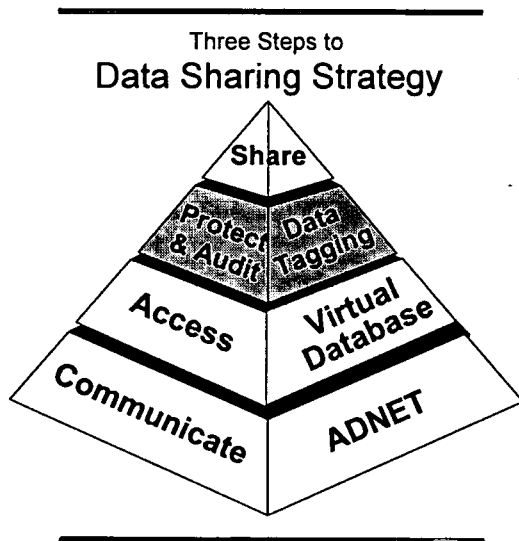 Three Steps to
Data Sharing Strategy
Share
Protect
& Audit
Data
Tagging
Access
Virtual
Database
Communicate
ADNET